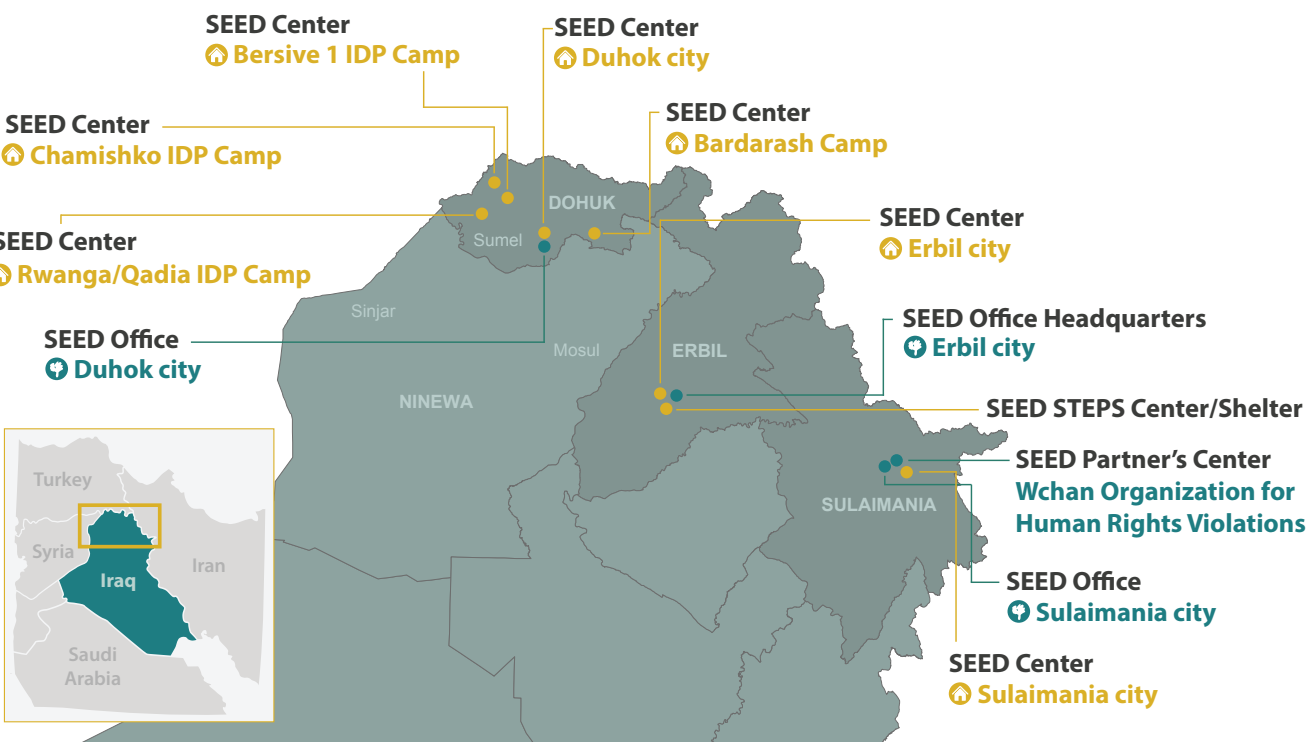 SEED Center
Bersive 1 IDP Camp
SEED Center
Duhok city
SEED Center
Chamishko IDP Camp
SEED Center
Bardarash Camp
SEED Center
Rwanga/Qadia IDP Camp
SEED Center
Erbil city
SEED Office
Duhok city
SEED Office Headquarters
Erbil city
SEED STEPS Center/Shelter
SEED Partner's Center
Wchan Organization for
Human Rights Violations
SEED Office
Sulaimania city
SEED Center
Sulaimania city
DOHUK
Sumel
Sinjar
Mosul
ERBIL
NINEWA
SULAIMANIA
Turkey
Syria
Iran
Iraq
Saudi
Arabia